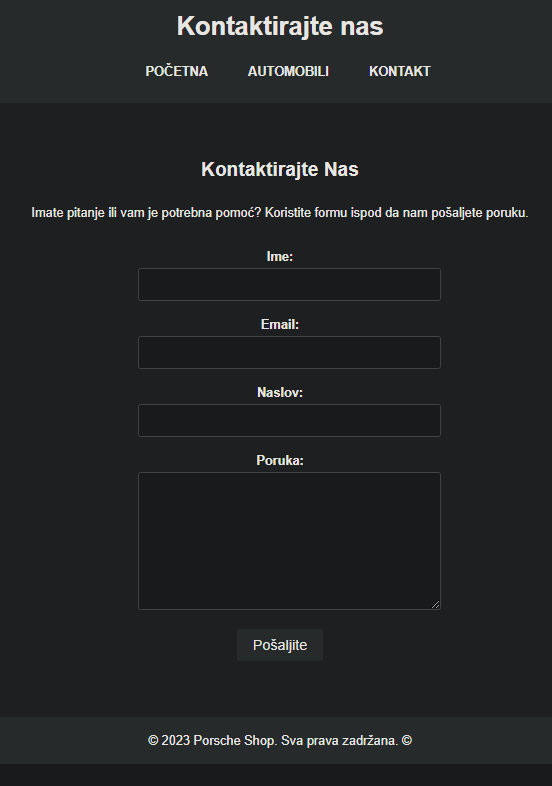 Kontaktirajte nas
POČETNA AUTOMOBILI KONTAKT
Kontaktirajte Nas
Imate pitanje ili vam je potrebna pomoć? Koristite formu ispod da nam pošaljete poruku.
Ime:
Email:
Naslov:
Poruka:
Pošaljite
© 2023 Porsche Shop. Sva prava zadržana. ©